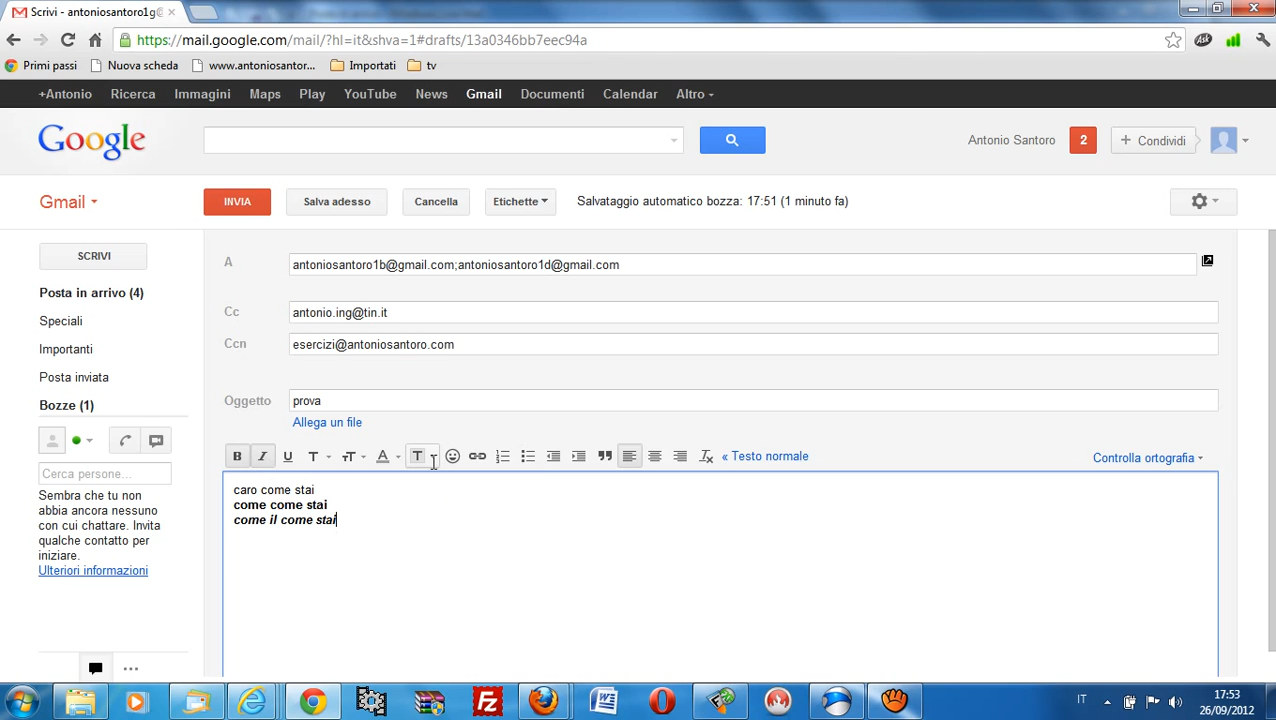 Scrivi - antoniosantoro1g@
https://mail.google.com/mail/?hl=it&shva=1#drafts/13a0346bb7eec94a
Ask
Primi passi
Nuova scheda
www.antoniosantor...
Importati
tv
+Antonio Ricerca Immagini Maps Play YouTube News Gmail Documenti Calendar Altro
Google
Antonio Santoro
2
+ Condividi
Gmail
INVIA
Salva adesso
Cancella
Etichette
Salvataggio automatico bozza: 17:51 (1 minuto fa)
SCRIVI
Posta in arrivo (4)
Speciali
Importanti
Posta inviata
Bozze (1)
Cerca persone...
Sembra che tu non
abbia ancora nessuno
con cui chattare. Invita
qualche contatto per
iniziare.
Ulteriori informazioni
A
antoniosantoro1b@gmail.com;antoniosantoro1d@gmail.com
Cc
antonio.ing@tin.it
Ccn
esercizi@antoniosantoro.com
Oggetto
prova
Allega un file
B I U T TT A T
« Testo normale
Controlla ortografia
caro come stai
come come stai
come il come stai
IT
17:53
26/09/2012